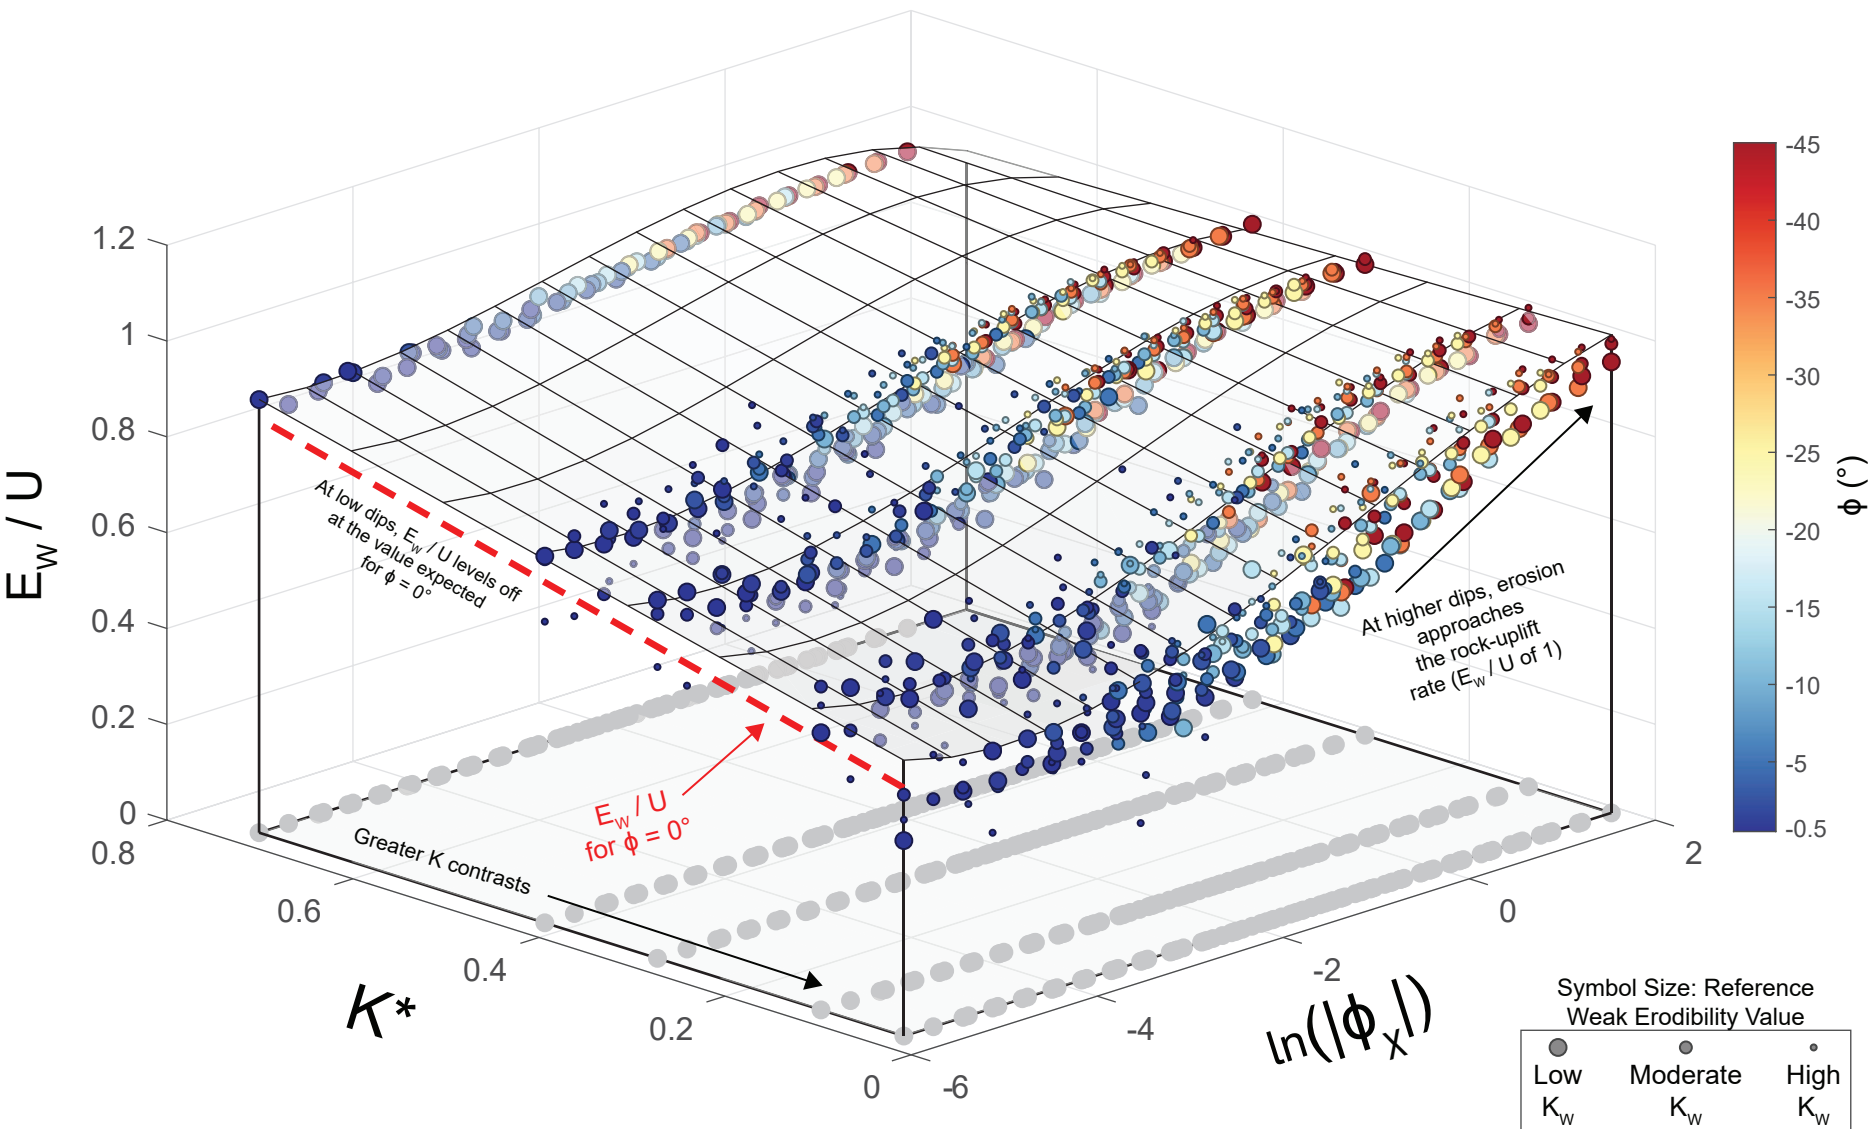 1.2
1
0.8
0.6
0.4
0.2
0
E_w / U
0.8
0.6
0.4
0.2
0
K*
-6
-4
-2
0
2
ln(|ϕ_X|)
At low dips, E_w / U levels off
at the value expected
for ϕ = 0°
E_w / U
for ϕ = 0°
Greater K contrasts
At higher dips, erosion
approaches
the rock-uplift
rate (E_w / U of 1)
-45
-40
-35
-30
-25
-20
-15
-10
-5
-0.5
ϕ (°)
Symbol Size: Reference
Weak Erodibility Value
Low Moderate High
K_w K_w K_w